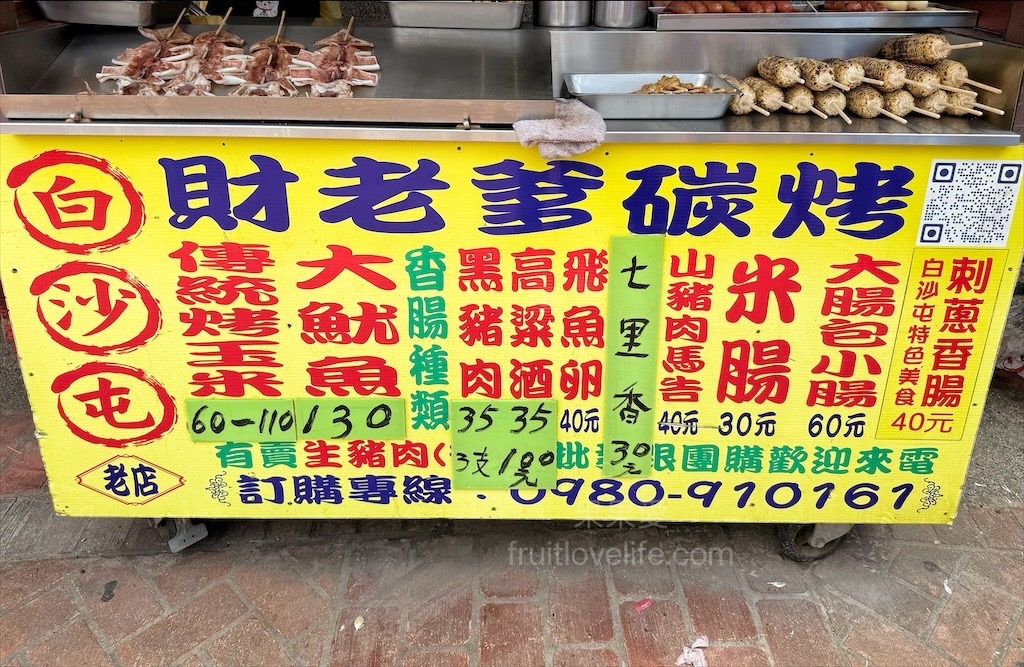 白沙屯
財老爹碳烤
傳統烤玉米
60-110
大魷魚
130
香腸種類
黑豬肉
35
高粱酒
35
3支100元
飛魚卵
40元
七里香
30元
山豬肉馬告
40元
米腸
30元
大腸包小腸
60元
刺蔥香腸
白沙屯特色美食
40元
有賣生豬肉(
團購歡迎來電
老店
訂購專線:0980-910161
fruitlovelife.com